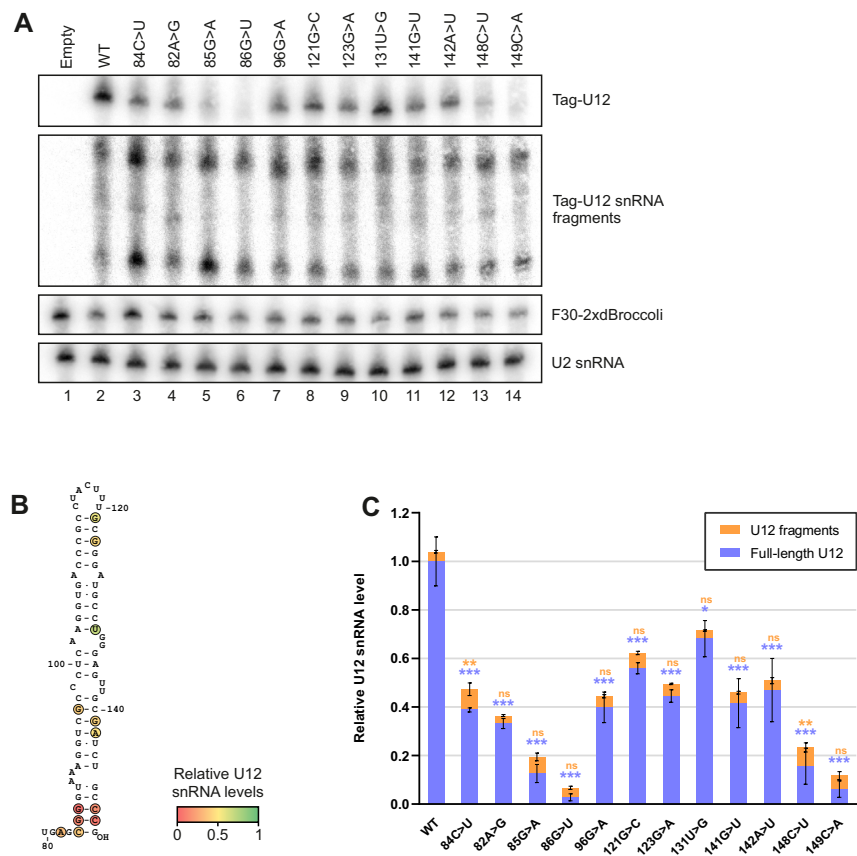 A
Empty
WT
84C>U
82A>G
85G>A
86G>U
96G>A
121G>C
123G>A
131U>G
141G>U
142A>U
148C>U
149C>A
Tag-U12
Tag-U12 snRNA
fragments
F30-2xdBroccoli
U2 snRNA
1 2 3 4 5 6 7 8 9 10 11 12 13 14
B
120
100
140
UGAGC
80
OH
Relative U12
snRNA levels
0 0.5 1
C
Relative U12 snRNA level
1.2
1.0
0.8
0.6
0.4
0.2
0.0
U12 fragments
Full-length U12
**
***
ns
***
ns
***
ns
***
ns
***
ns
***
ns
***
ns
*
ns
***
ns
***
**
***
ns
***
WT
84C>U
82A>G
85G>A
86G>U
96G>A
121G>C
123G>A
131U>G
141G>U
142A>U
148C>U
149C>A